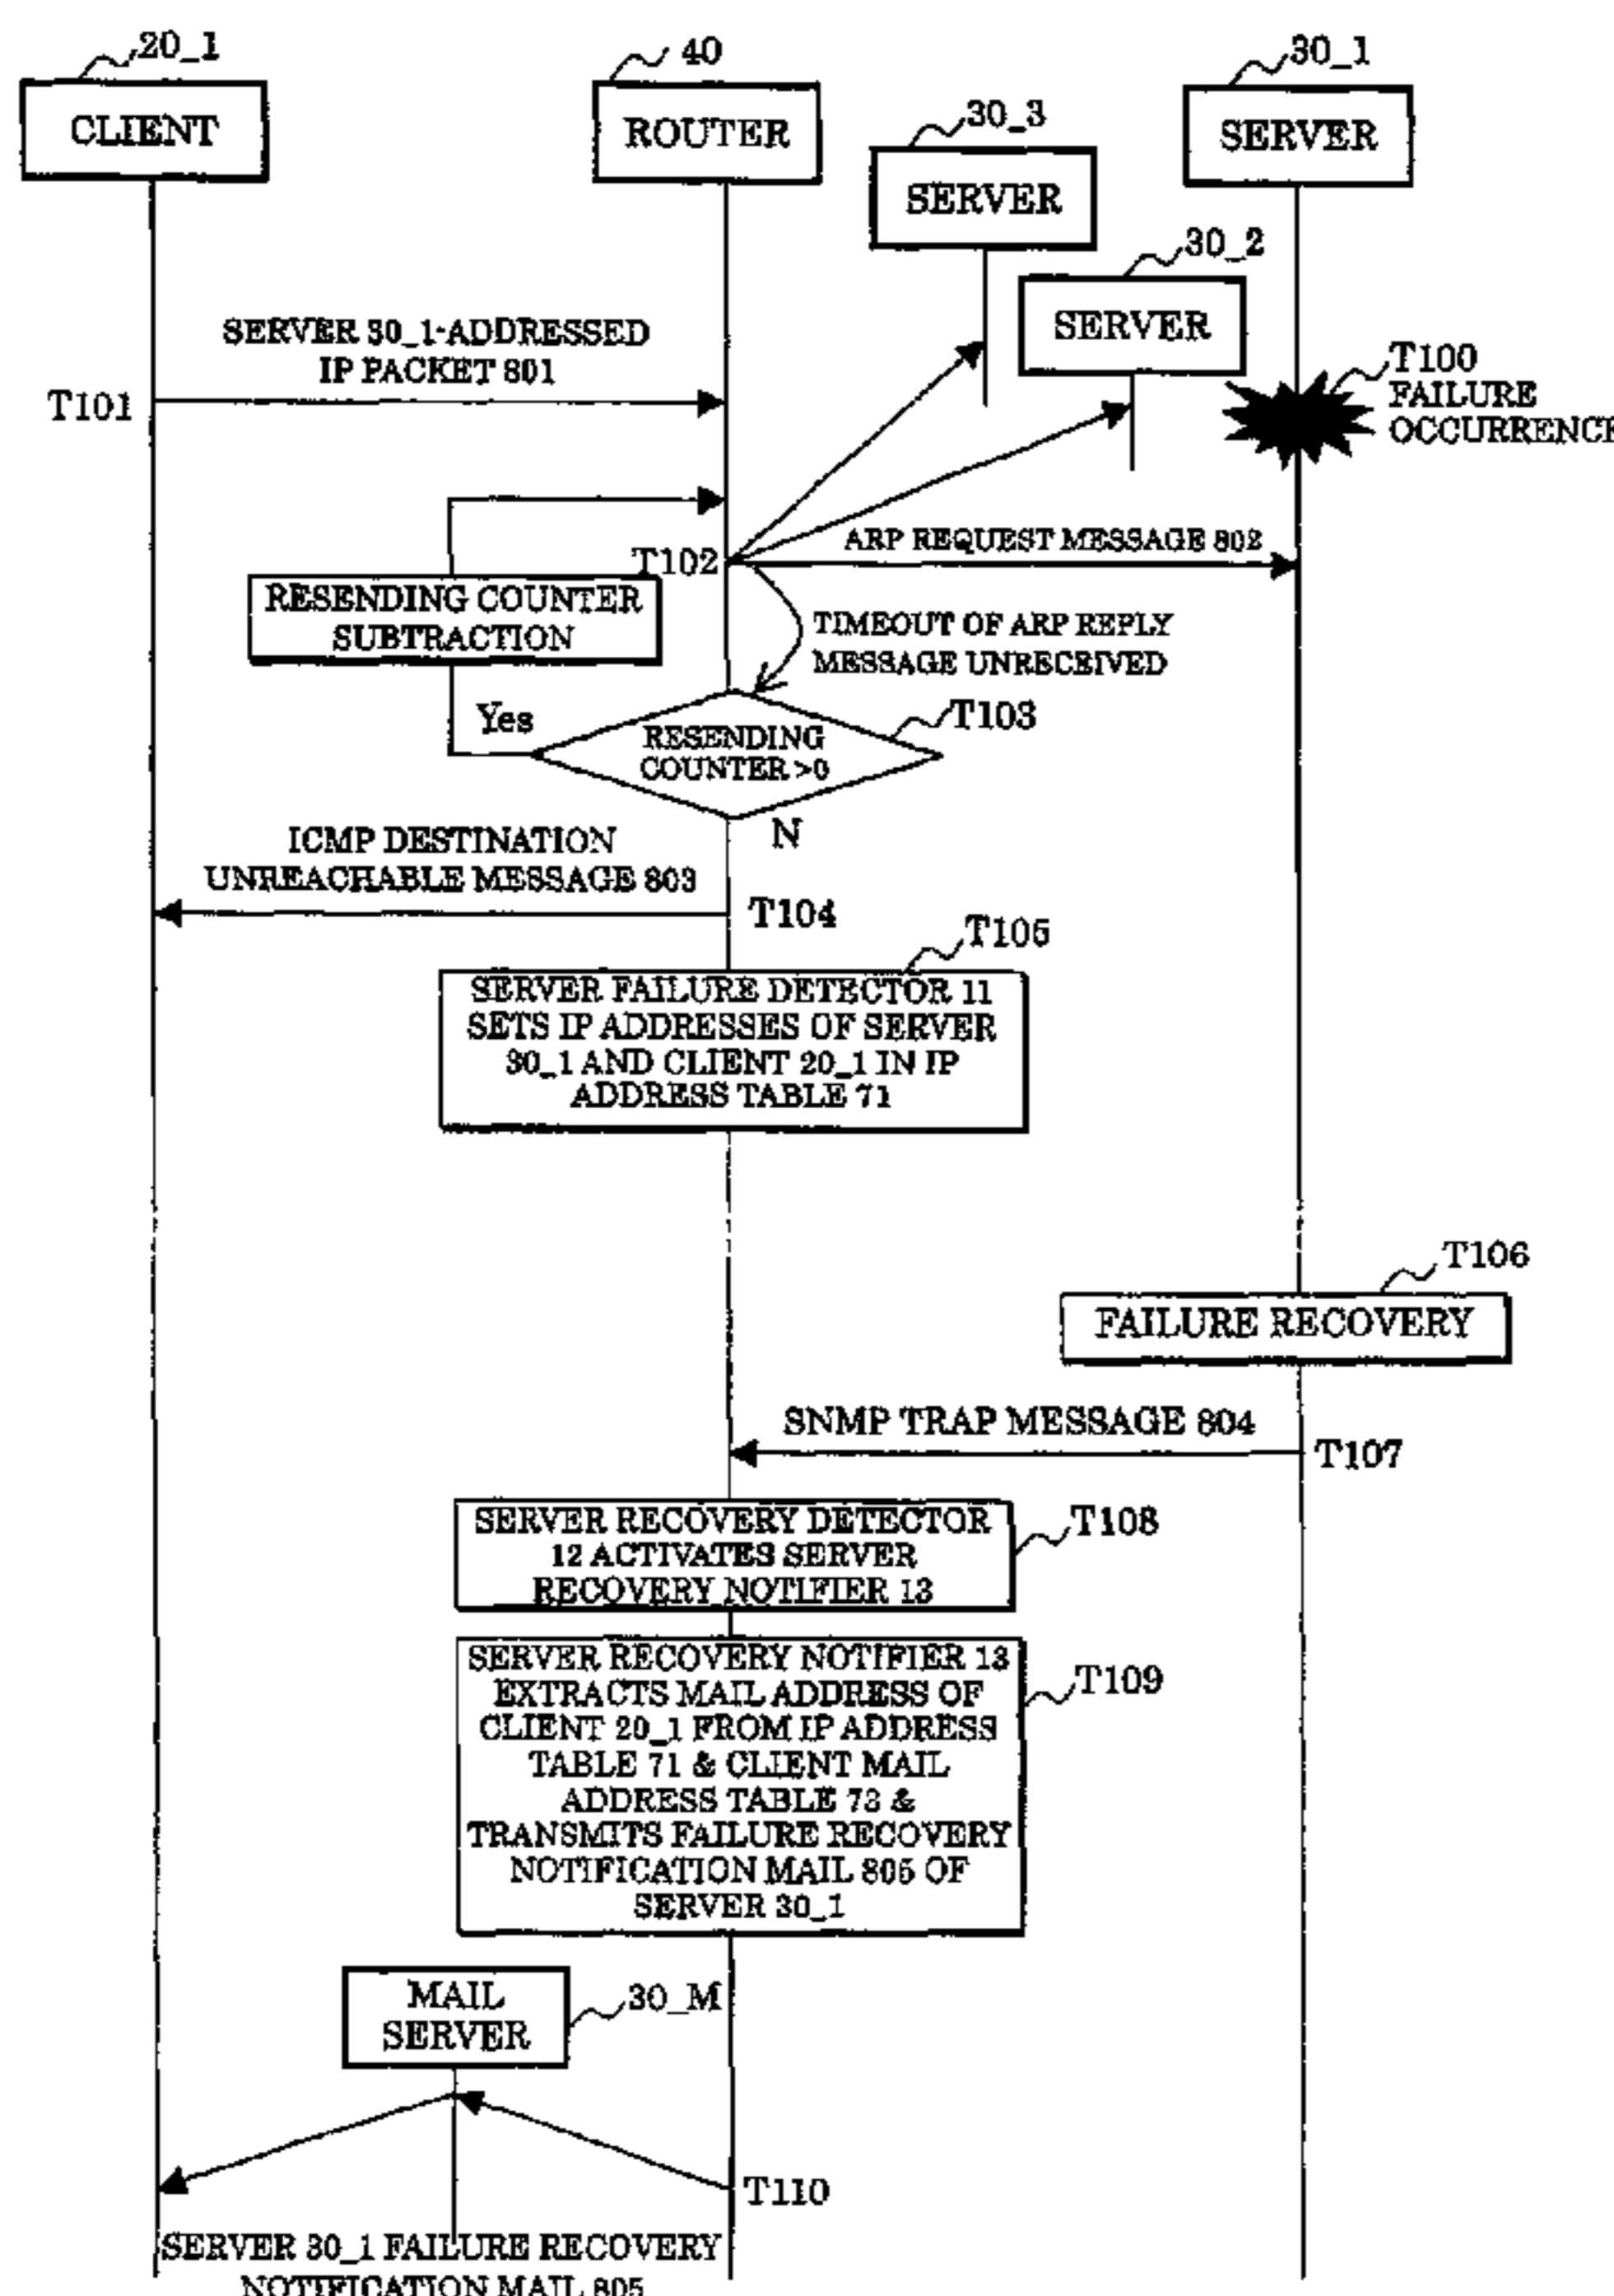 20_1
CLIENT
40
ROUTER
30_3
SERVER
30_2
SERVER
30_1
SERVER
SERVER 30_1-ADDRESSED
IP PACKET 801
T101
T100
FAILURE
OCCURRENCE
T102
ARP REQUEST MESSAGE 802
RESENDING COUNTER
SUBTRACTION
TIMEOUT OF ARP REPLY
MESSAGE UNRECEIVED
Yes
T103
RESENDING
COUNTER >0
N
ICMP DESTINATION
UNREACHABLE MESSAGE 803
T104
T105
SERVER FAILURE DETECTOR 11
SETS IP ADDRESSES OF SERVER
30_1 AND CLIENT 20_1 IN IP
ADDRESS TABLE 71
T106
FAILURE RECOVERY
SNMP TRAP MESSAGE 804
T107
SERVER RECOVERY DETECTOR
12 ACTIVATES SERVER
RECOVERY NOTIFIER 13
T108
SERVER RECOVERY NOTIFIER 13
EXTRACTS MAIL ADDRESS OF
CLIENT 20_1 FROM IP ADDRESS
TABLE 71 & CLIENT MAIL
ADDRESS TABLE 73 &
TRANSMITS FAILURE RECOVERY
NOTIFICATION MAIL 805 OF
SERVER 30_1
T109
MAIL
SERVER
30_M
T110
SERVER 30_1 FAILURE RECOVERY
NOTIFICATION MAIL 805